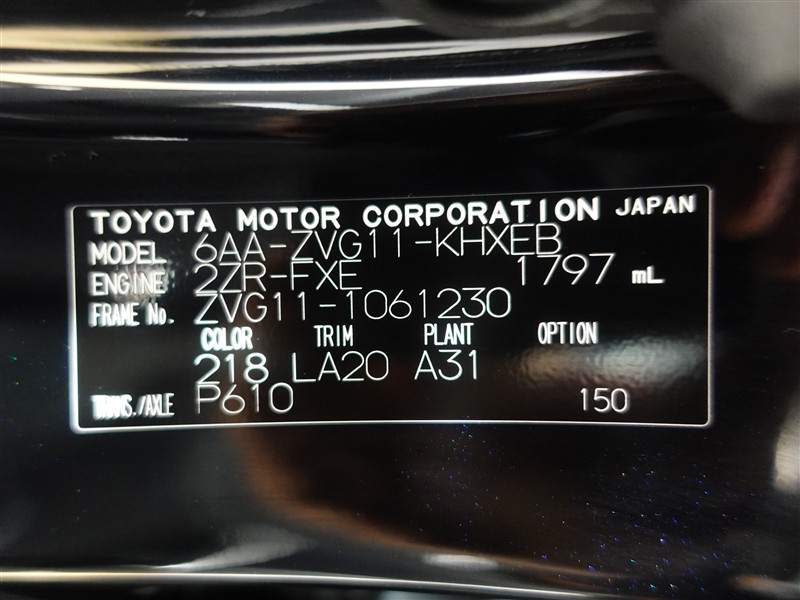 TOYOTA MOTOR CORPORATION JAPAN
MODEL 6AA-ZVG11-KHXEB
ENGINE 2ZR-FXE 1797 mL
FRAME No. ZVG11-1061230
COLOR TRIM PLANT OPTION
218 LA20 A31
TRANS./AXLE P610 150